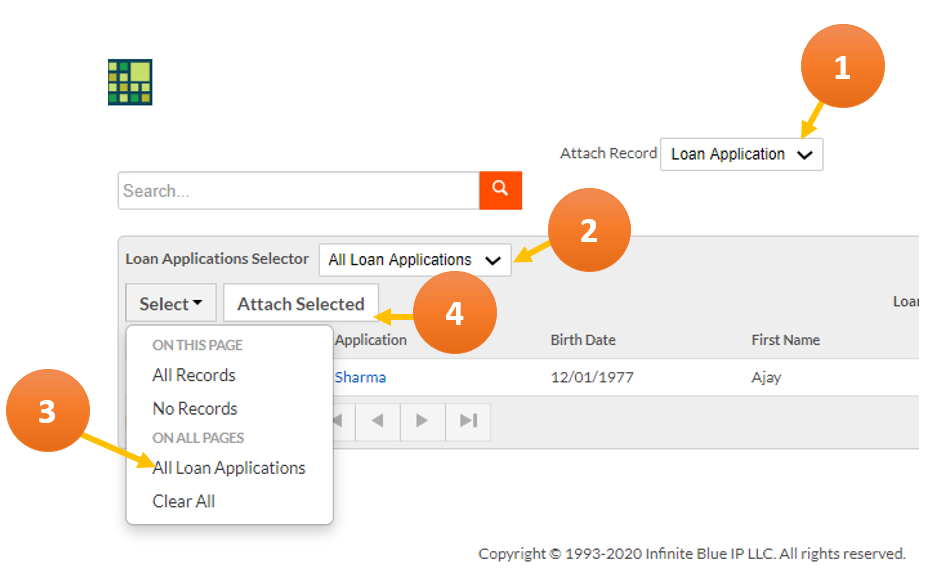 1
Attach Record Loan Application
Search...
2
Loan Applications Selector All Loan Applications
Select Attach Selected
4
Loan
ON THIS PAGE
Application Birth Date First Name
All Records
Sharma 12/01/1977 Ajay
No Records
3
ON ALL PAGES
All Loan Applications
Clear All
Copyright © 1993-2020 Infinite Blue IP LLC. All rights reserved.